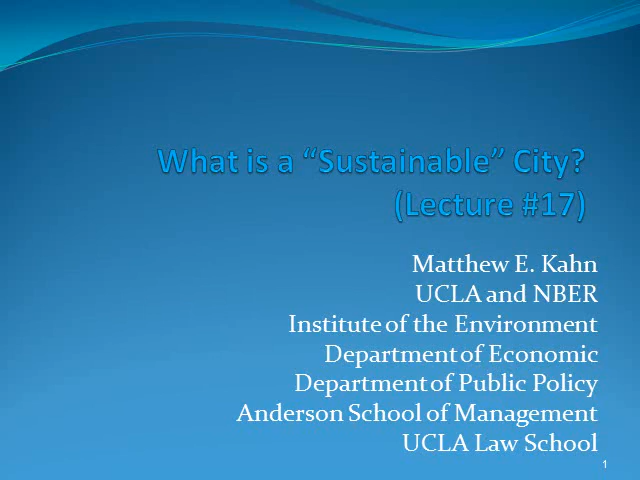 What is a “Sustainable” City?
(Lecture #17)
Matthew E. Kahn
UCLA and NBER
Institute of the Environment
Department of Economic
Department of Public Policy
Anderson School of Management
UCLA Law School
1